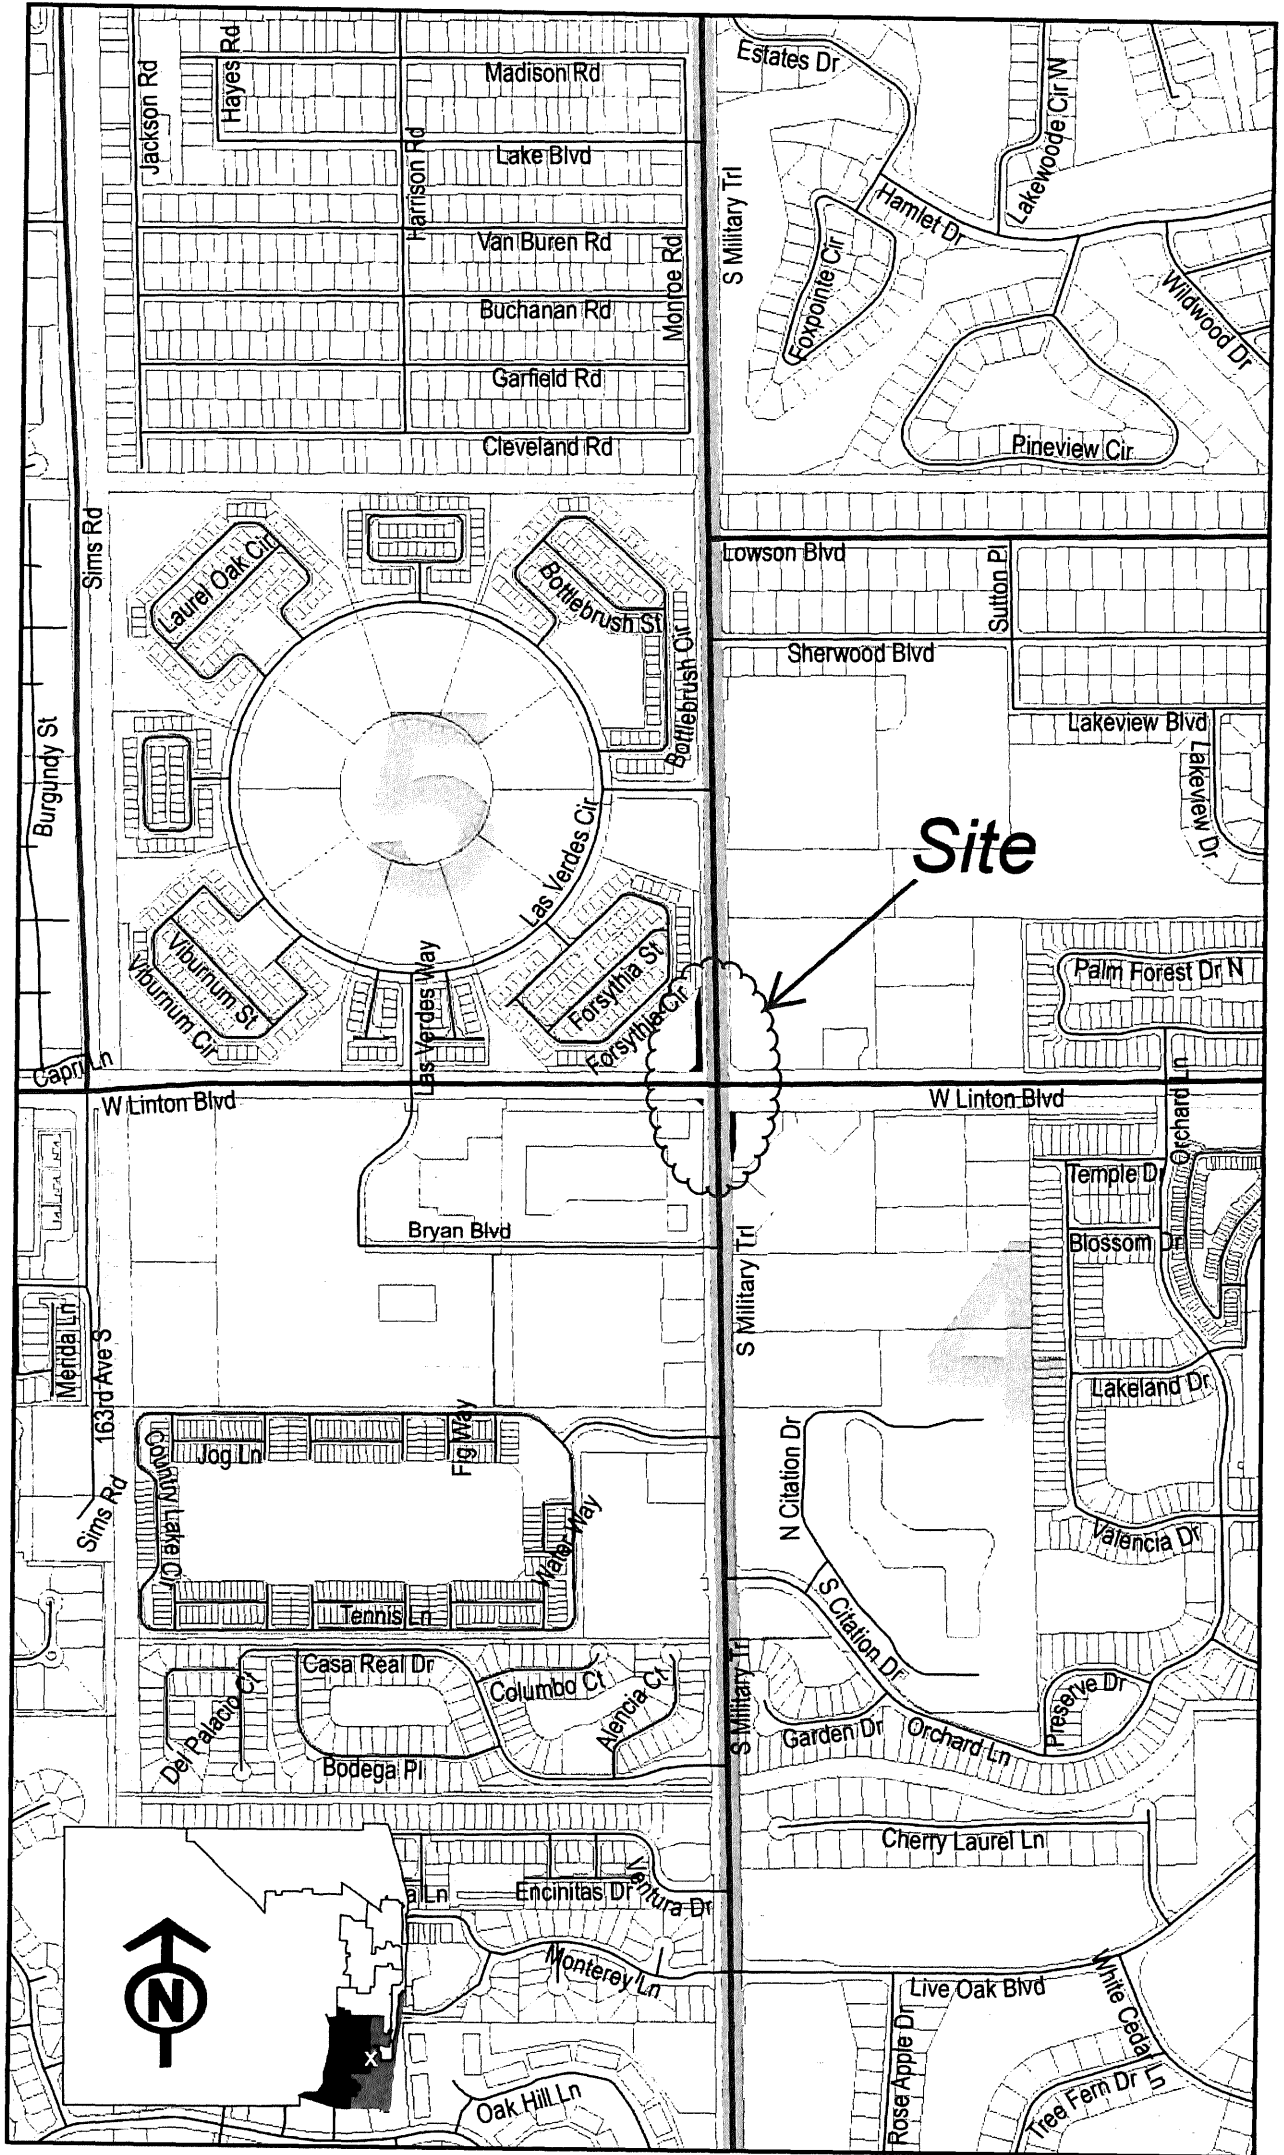 Estates Dr
Madison Rd
Hayes Rd
Jackson Rd
Lakewoode Cir W
Harrison Rd
Lake Blvd
S Military Trl
Hamlet Dr
Van Buren Rd
Monroe Rd
Foxpointe Cir
Wildwood Dr
Buchanan Rd
Garfield Rd
Cleveland Rd
Pineview Cir
Sims Rd
Laurel Oak Cir
Bottlebrush St
Lowson Blvd
Sutton Pl
Bottlebrush Cir
Sherwood Blvd
Lakeview Blvd
Lakeview Dr
Burgundy St
5
Las Verdes Cir
Site
Viburnum St
Viburnum Cir
Las Verdes Way
Forsythia St
Forsythia Cir
Palm Forest Dr N
Capri Ln
W Linton Blvd
W Linton Blvd
Orchard Ln
Temple Dr
Bryan Blvd
S Military Trl
Blossom Dr
4
Merida Ln
163rd Ave S
Lakeland Dr
Jog Ln
Fig Way
Country Lake Cir
N Citation Dr
Sims Rd
Water Way
Valencia Dr
Tennis Ln
S Citation Dr
Casa Real Dr
Columbo Ct
Alencia Ct
S Military Trl
Preserve Dr
Del Palacio Ct
Garden Dr
Orchard Ln
Bodega Pl
Cherry Laurel Ln
a Ln
Encinitas Dr
Ventura Dr
Monterey Ln
N
Live Oak Blvd
White Cedar Ln
x
Rose Apple Dr
Tree Fern Dr
Oak Hill Ln